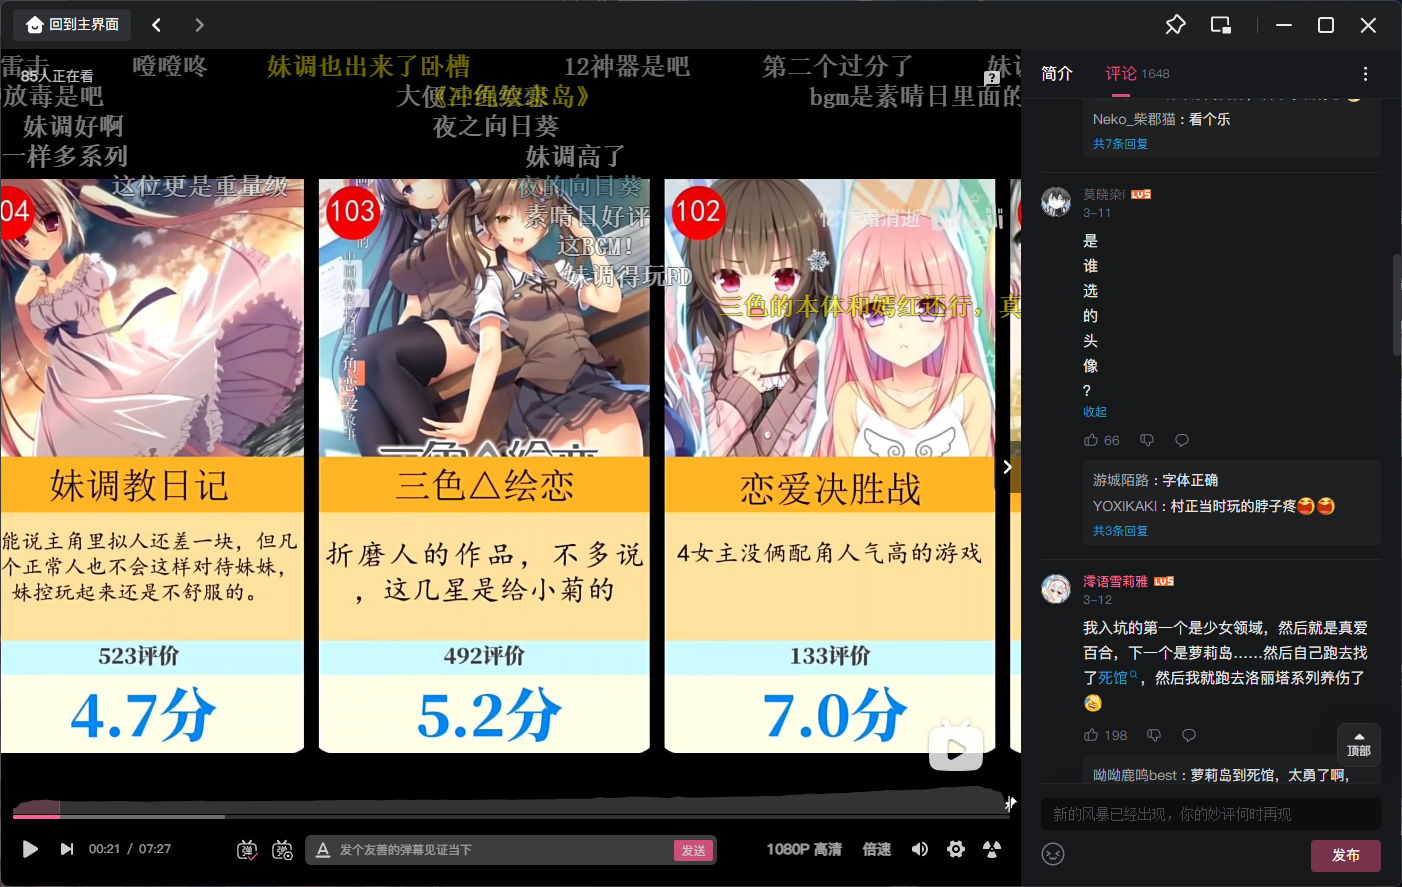 回到主界面
雷击
85人正在看
噔噔咚
妹调也出来了卧槽
12神器是吧
第二个过分了
放毒是吧
《冲绳奴隶岛》
bgm是素晴日里面的
妹调好啊
夜之向日葵
一样多系列
妹调高了
这位更是重量级
夜的向日葵
素晴日好评
这BGM!
妹调得玩FD
三色的本体和嫣红还行，真
04
妹调教日记
能说主角里拟人还差一块，但凡
个正常人也不会这样对待妹妹，
妹控玩起来还是不舒服的。
523评价
4.7分
103
三角恋爱故事
三色△绘恋
三色△绘恋
折磨人的作品，不多说
，这几星是给小菊的
492评价
5.2分
102
恋爱决胜战
4女主没俩配角人气高的游戏
133评价
7.0分
00:21 / 07:27
弹
弹
A 发个友善的弹幕见证当下
发送
1080P 高清
倍速
简介
评论 1648
Neko_柴郡猫：看个乐
共7条回复
莫晓染i LV5
3-11
是
谁
选
的
头
像
?
收起
66
游城陌路：字体正确
YOXIKAKI：村正当时玩的脖子疼
共3条回复
澪语雪莉雅 LV5
3-12
我入坑的第一个是少女领域，然后就是真爱
百合，下一个是萝莉岛......然后自己跑去找
了死馆，然后我就跑去洛丽塔系列养伤了
198
顶部
呦呦鹿鸣best：萝莉岛到死馆，太勇了啊，
新的风暴已经出现，你的妙评何时再现
发布